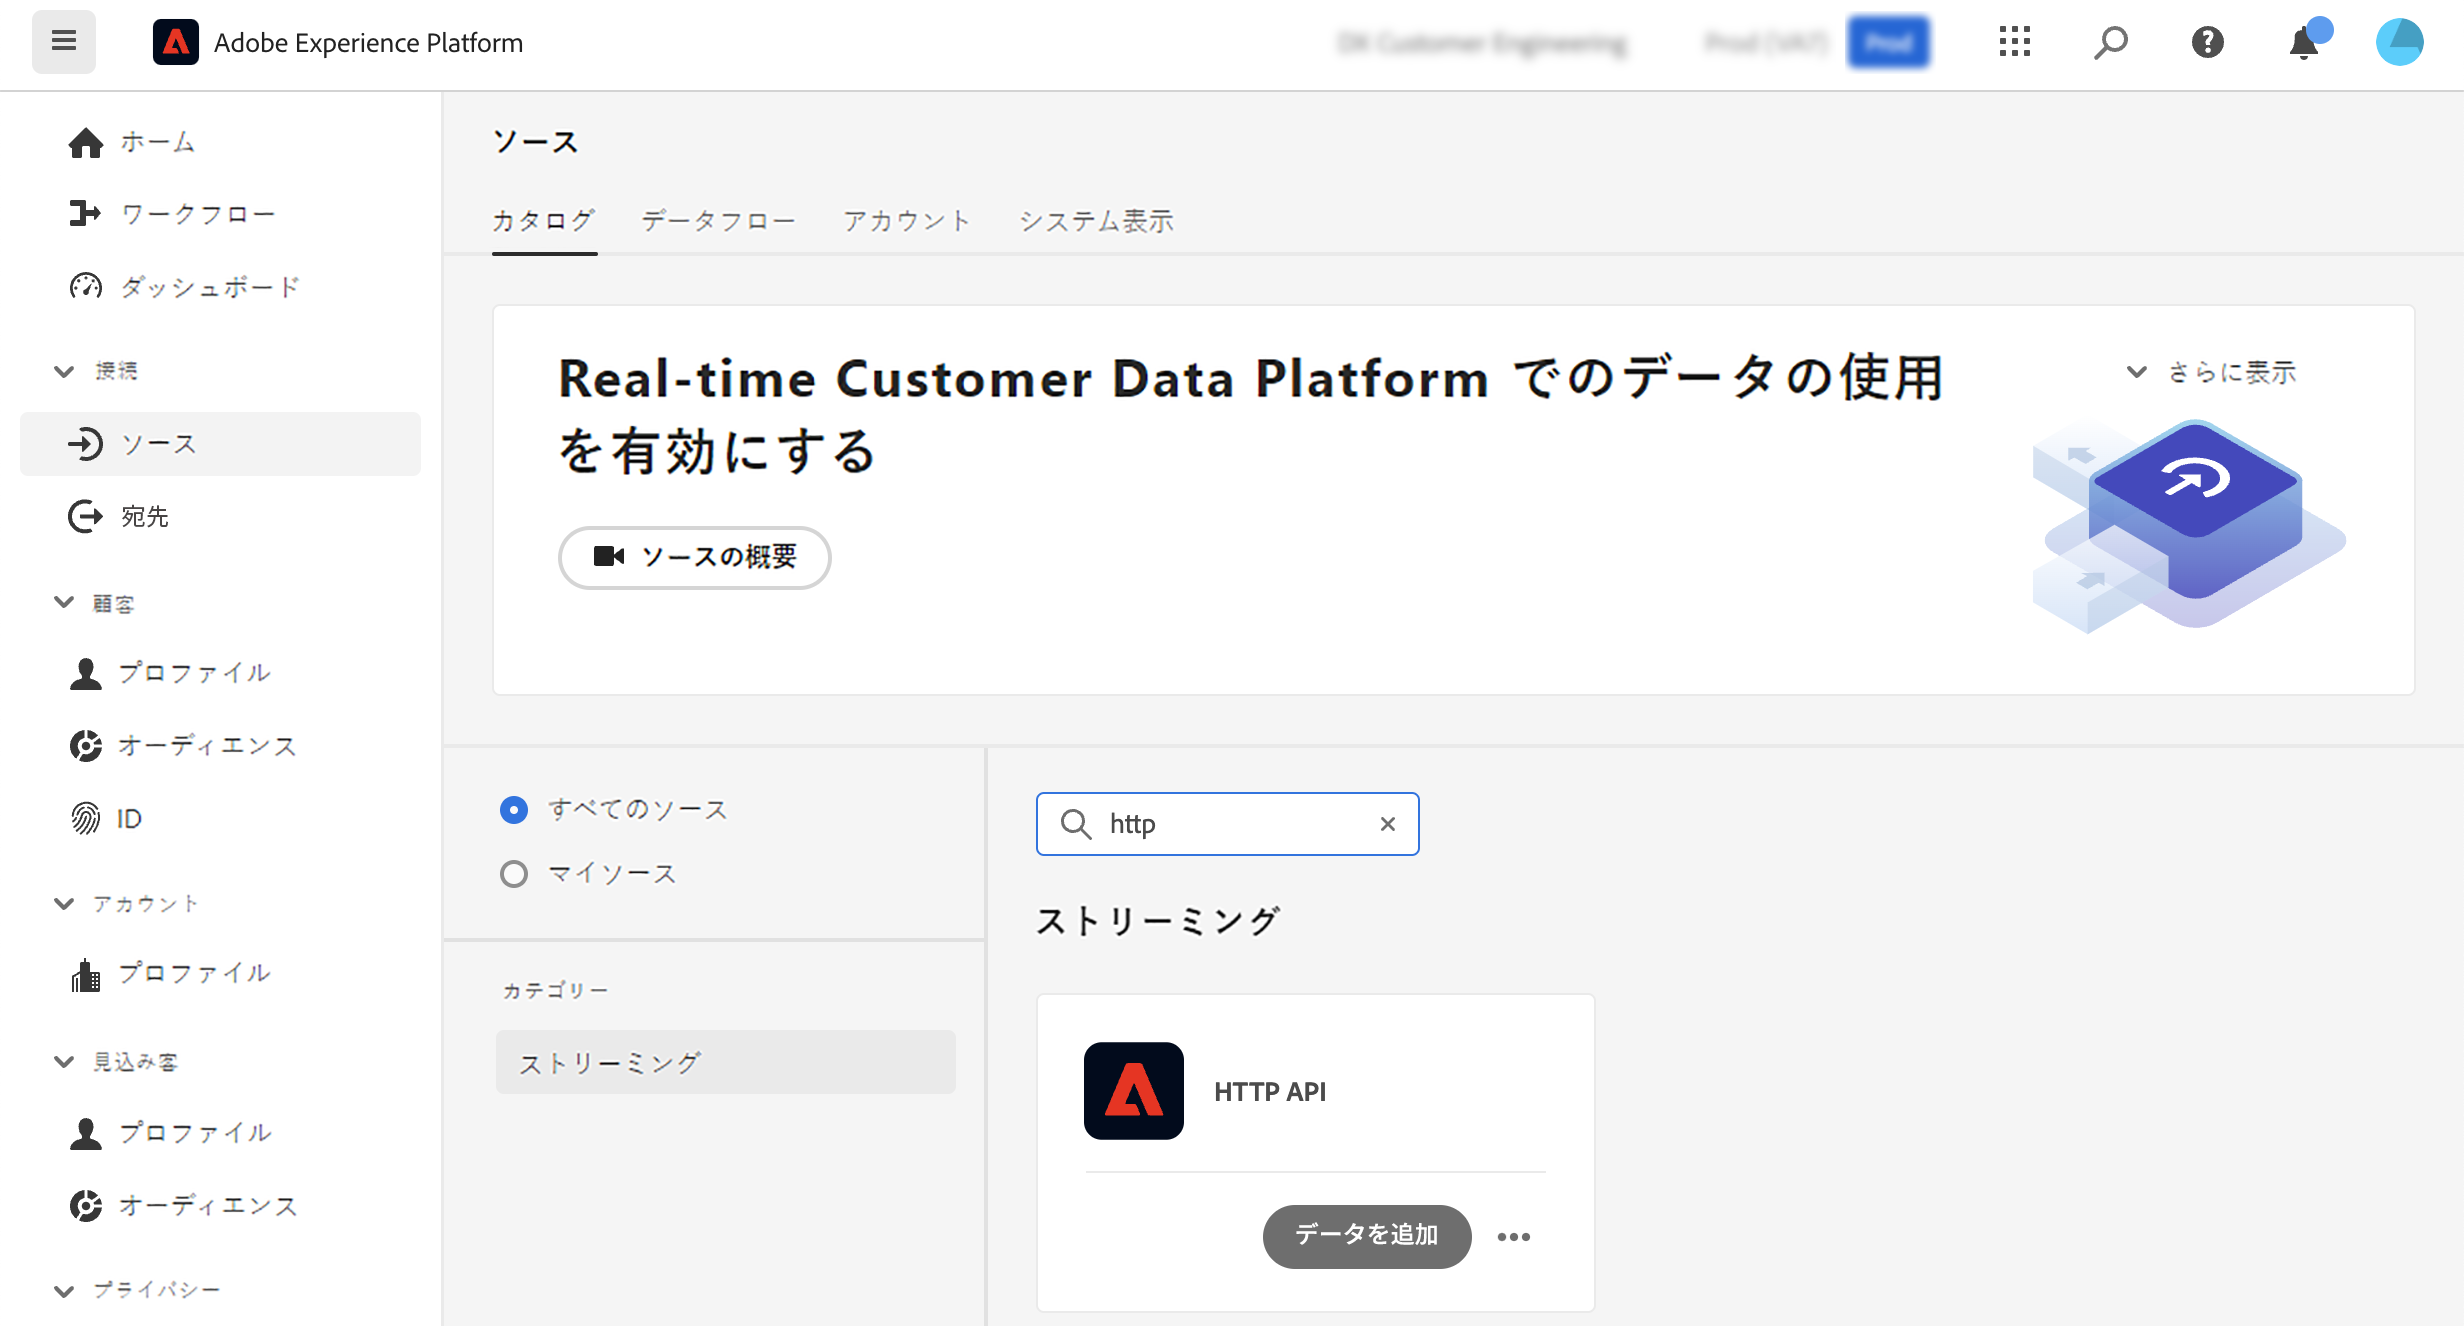 Adobe Experience Platform
DX Customer Engineering
Prod (VA7)
Prod
ホーム
ワークフロー
ダッシュボード
接続
ソース
宛先
顧客
プロファイル
オーディエンス
ID
アカウント
プロファイル
見込み客
プロファイル
オーディエンス
プライバシー
ソース
カタログ データフロー アカウント システム表示
Real-time Customer Data Platform でのデータの使用
を有効にする
さらに表示
ソースの概要
すべてのソース
マイソース
カテゴリー
ストリーミング
http
ストリーミング
HTTP API
データを追加